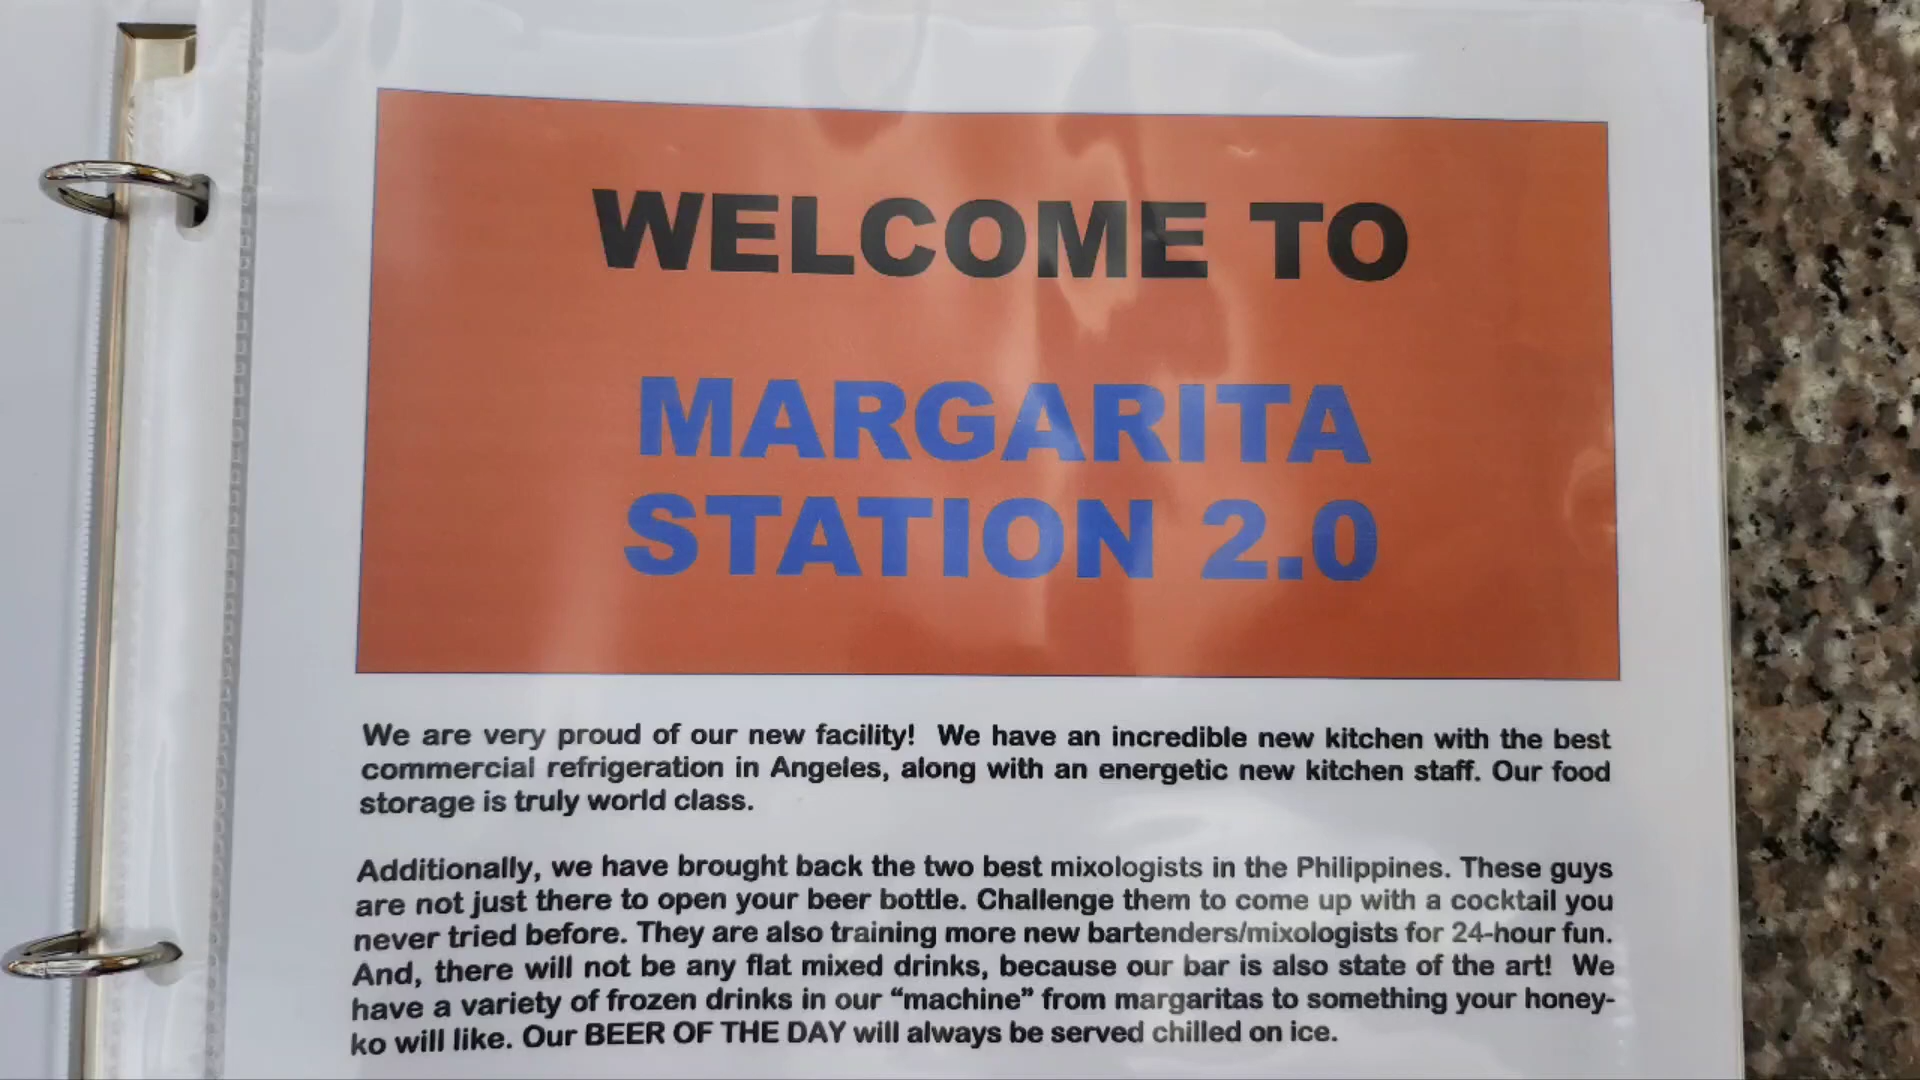 WELCOME TO
MARGARITA
STATION 2.0
We are very proud of our new facility!  We have an incredible new kitchen with the best
commercial refrigeration in Angeles, along with an energetic new kitchen staff. Our food
storage is truly world class.
Additionally, we have brought back the two best mixologists in the Philippines. These guys
are not just there to open your beer bottle. Challenge them to come up with a cocktail you
never tried before. They are also training more new bartenders/mixologists for 24-hour fun.
And, there will not be any flat mixed drinks, because our bar is also state of the art!  We
have a variety of frozen drinks in our “machine” from margaritas to something your honey-
ko will like. Our BEER OF THE DAY will always be served chilled on ice.